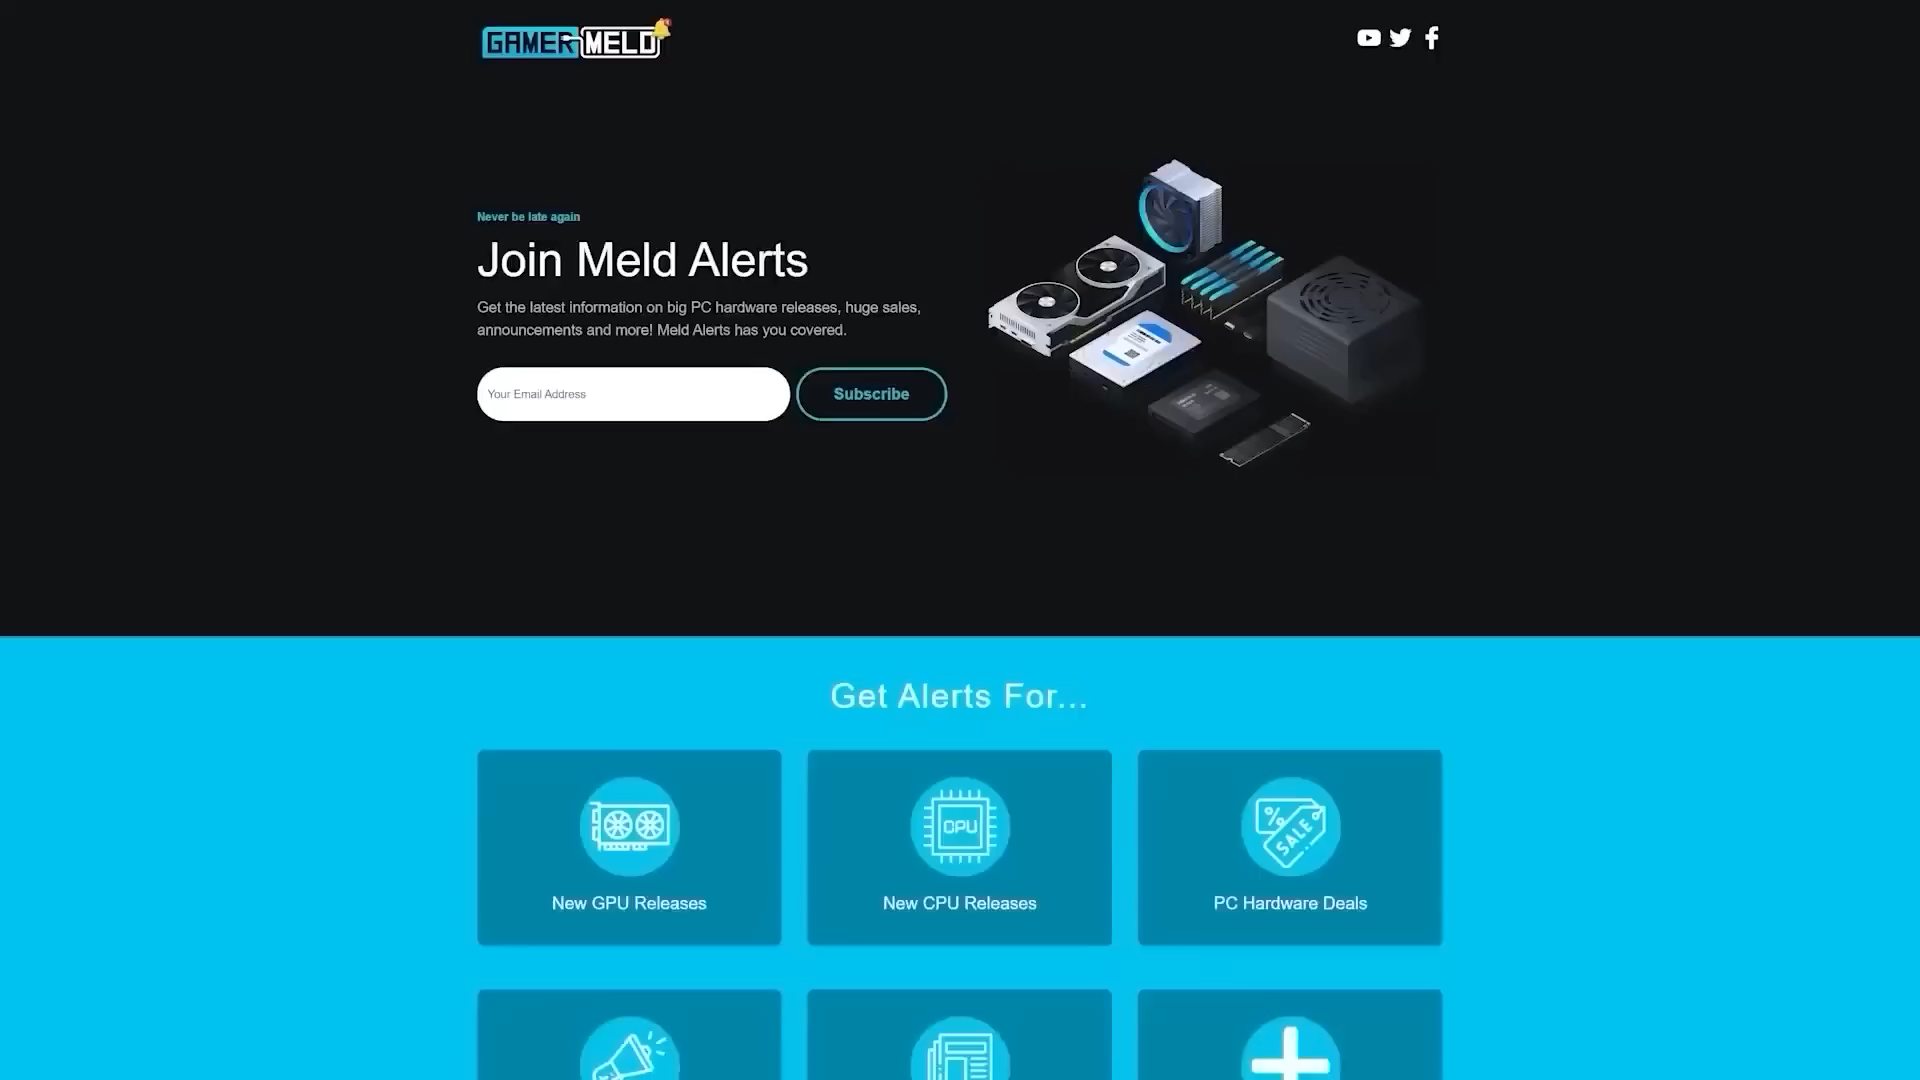 GAMER MELD
Never be late again
Join Meld Alerts
Get the latest information on big PC hardware releases, huge sales,
announcements and more! Meld Alerts has you covered.
Your Email Address
Subscribe
Get Alerts For...
CPU
%
SALE
New GPU Releases
New CPU Releases
PC Hardware Deals